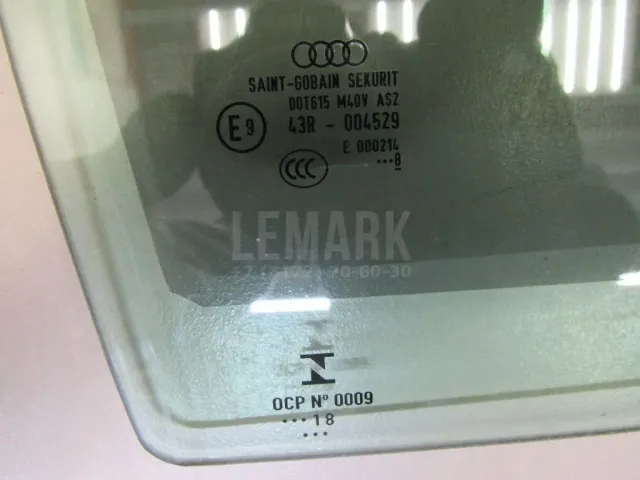 SAINT-GOBAIN SEKURIT
DOT615 M40V AS2
E9 43R - 004529
E 000214
...8
CCC
LEMARK
OCP Nº 0009
...18
...